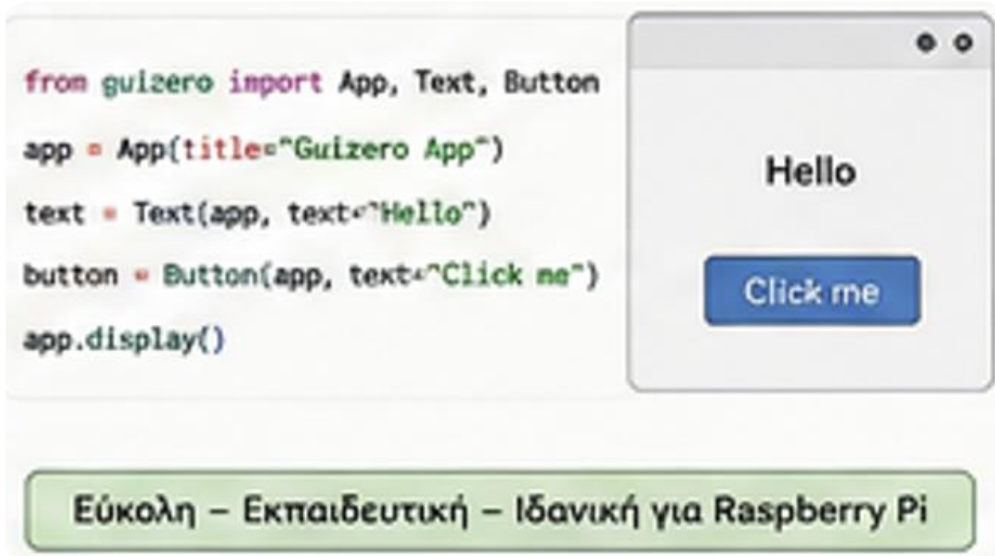 from guizero import App, Text, Button
app = App(title="Guizero App")
text = Text(app, text="Hello")
button = Button(app, text="Click me")
app.display()
Hello
Click me
Εύκολη – Εκπαιδευτική – Ιδανική για Raspberry Pi